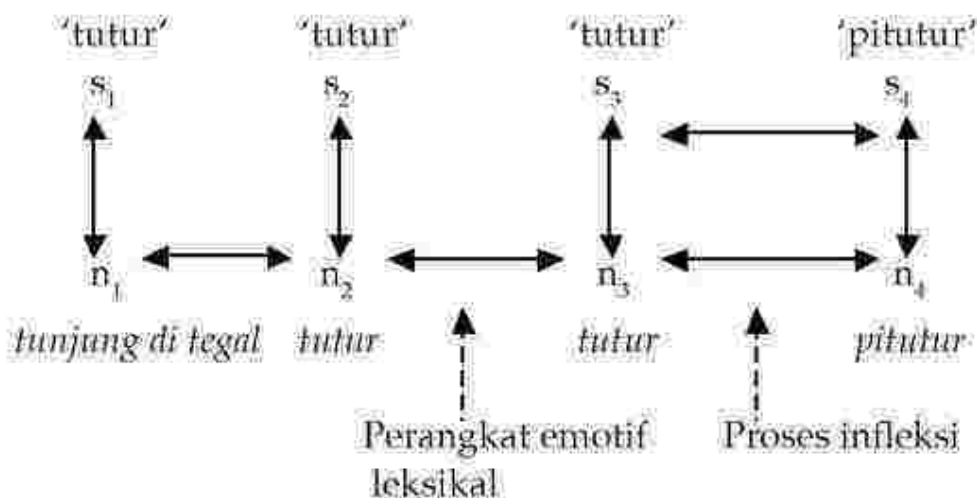 ‘tutur’ ‘tutur’ ‘tutur’ ‘pitutur’
s₁ s₂ s₃ s₄
n₁ n₂ n₃ n₄
tunjung di tegal tutur tutur pitutur
Perangkat emotif Proses infleksi
leksikal